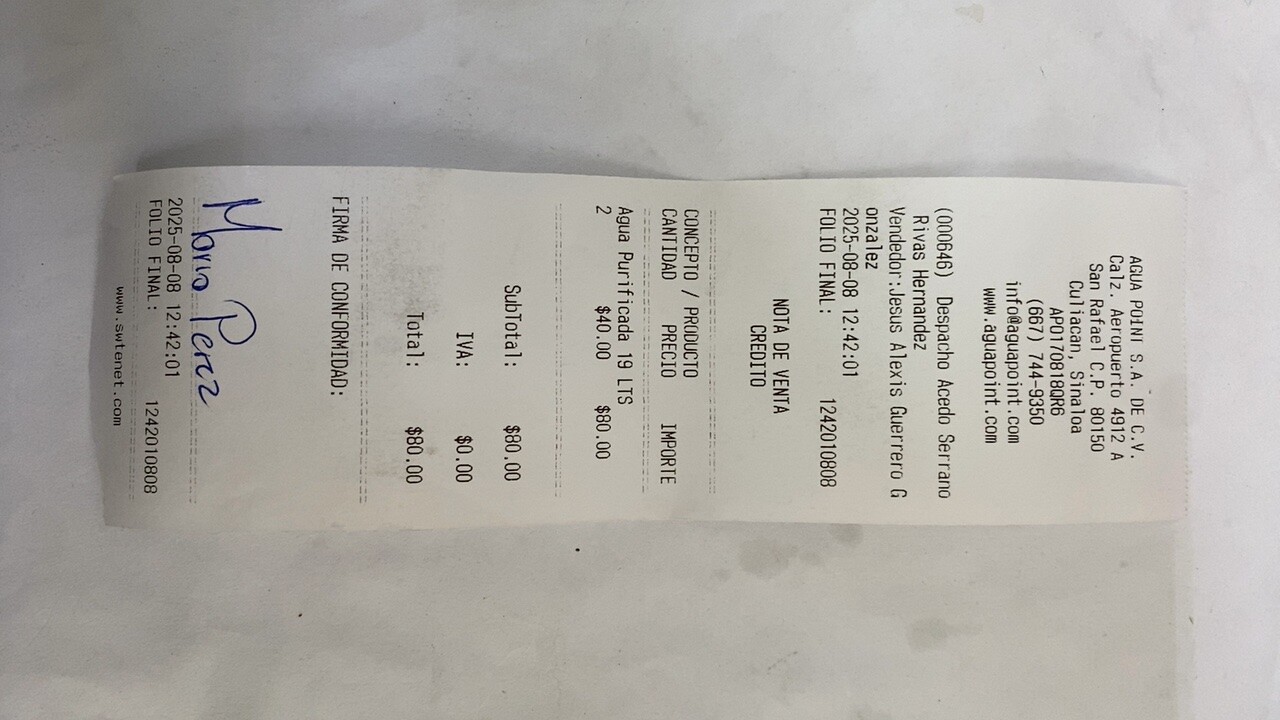 AGUA POINT S.A. DE C.V.
Calz. Aeropuerto 4912 A
San Rafael C.P. 80150
Culiacan, Sinaloa
APO170818QR6
(667) 744-9350
info@aguapoint.com
www.aguapoint.com
(000646) Despacho Acedo Serrano
Rivas Hernandez
Vendedor:Jesus Alexis Guerrero G
onzalez
2025-08-08 12:42:01
FOLIO FINAL: 1242010808
NOTA DE VENTA
CREDITO
CONCEPTO / PRODUCTO
CANTIDAD PRECIO IMPORTE
Agua Purificada 19 LTS
2 $40.00 $80.00
SubTotal: $80.00
IVA: $0.00
Total: $80.00
FIRMA DE CONFORMIDAD:
Mario Perez
2025-08-08 12:42:01
FOLIO FINAL: 1242010808
www.swtenet.com